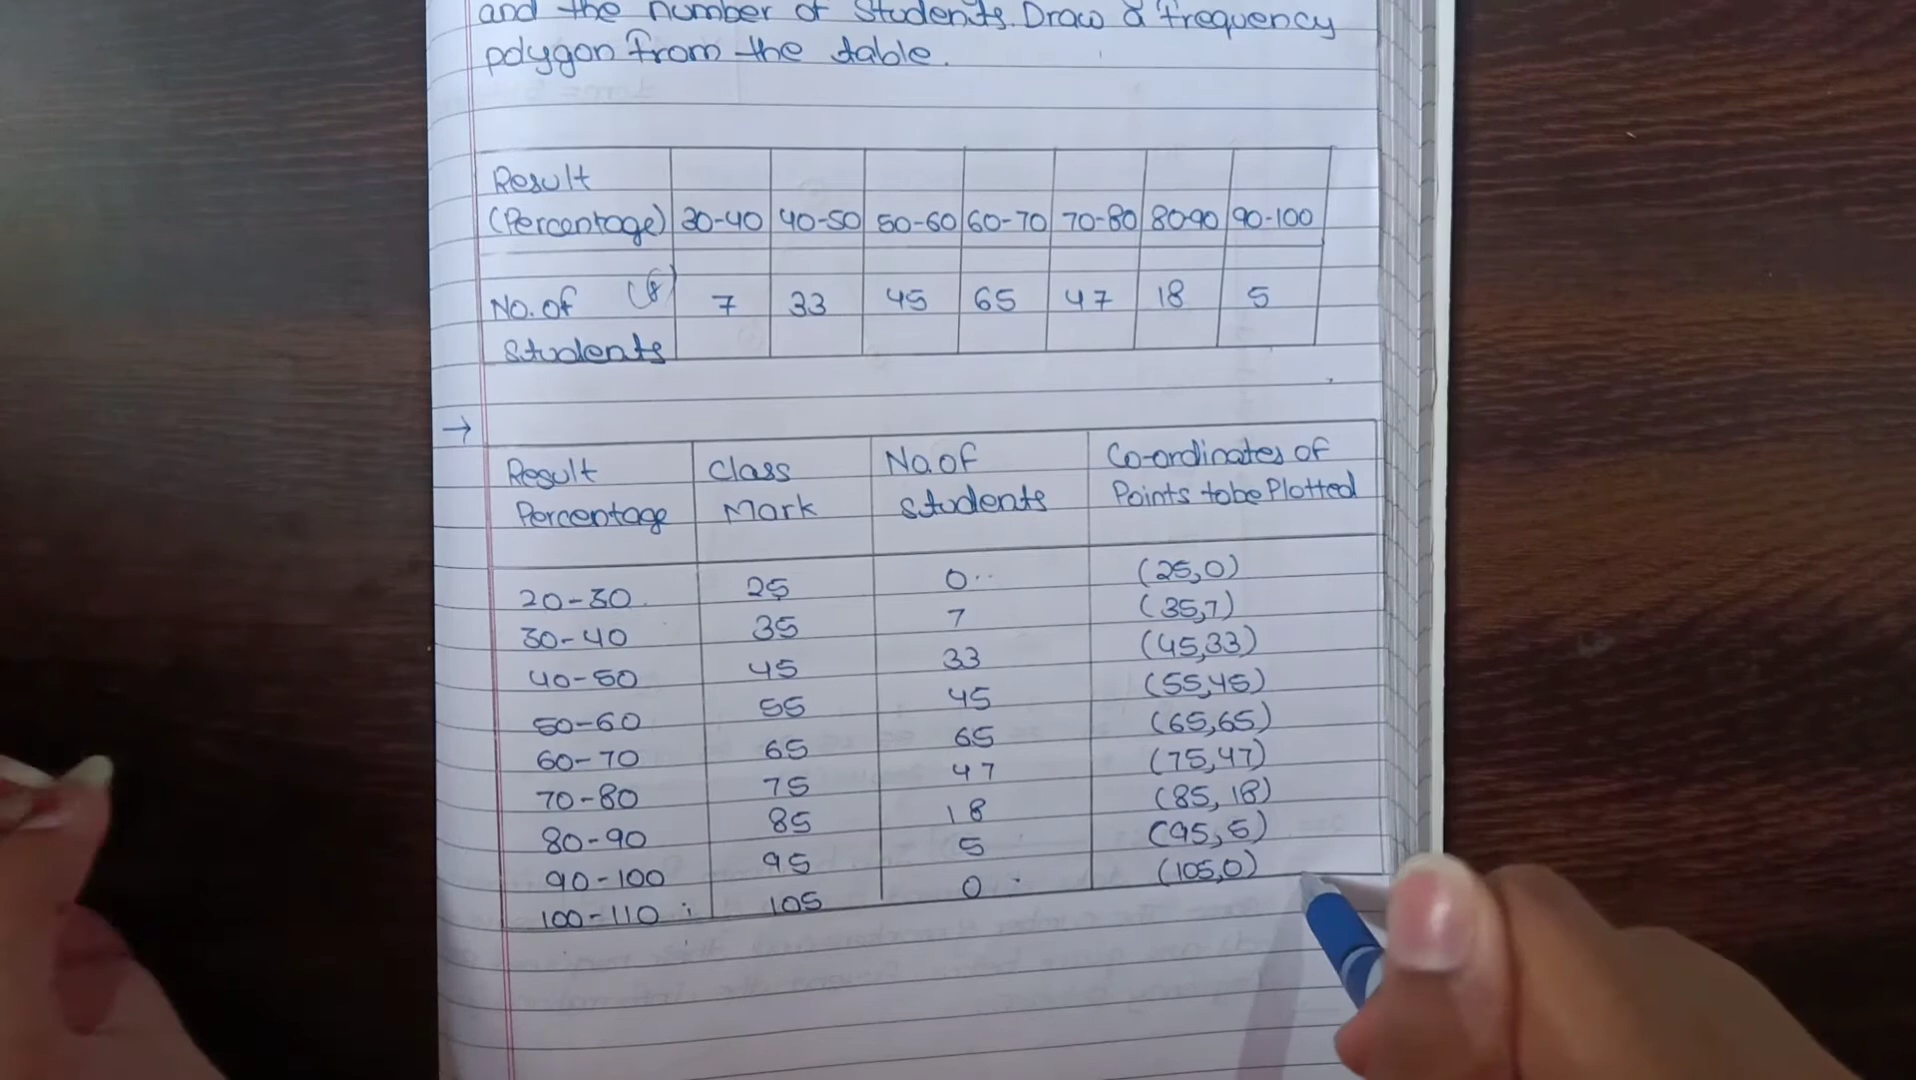 and the number of Students. Draw a frequency
polygon from the table.
Result
(Percentage) 30-40 40-50 50-60 60-70 70-80 80-90 90-100
No. of (f) 7 33 45 65 47 18 5
Students
→
Result Class No. of Co-ordinates of
Percentage Mark students Points to be Plotted
20-30 25 0 (25,0)
30-40 35 7 (35,7)
40-50 45 33 (45,33)
50-60 55 45 (55,45)
60-70 65 65 (65,65)
70-80 75 47 (75,47)
80-90 85 18 (85, 18)
90-100 95 5 (95,5)
100-110 105 0 (105,0)